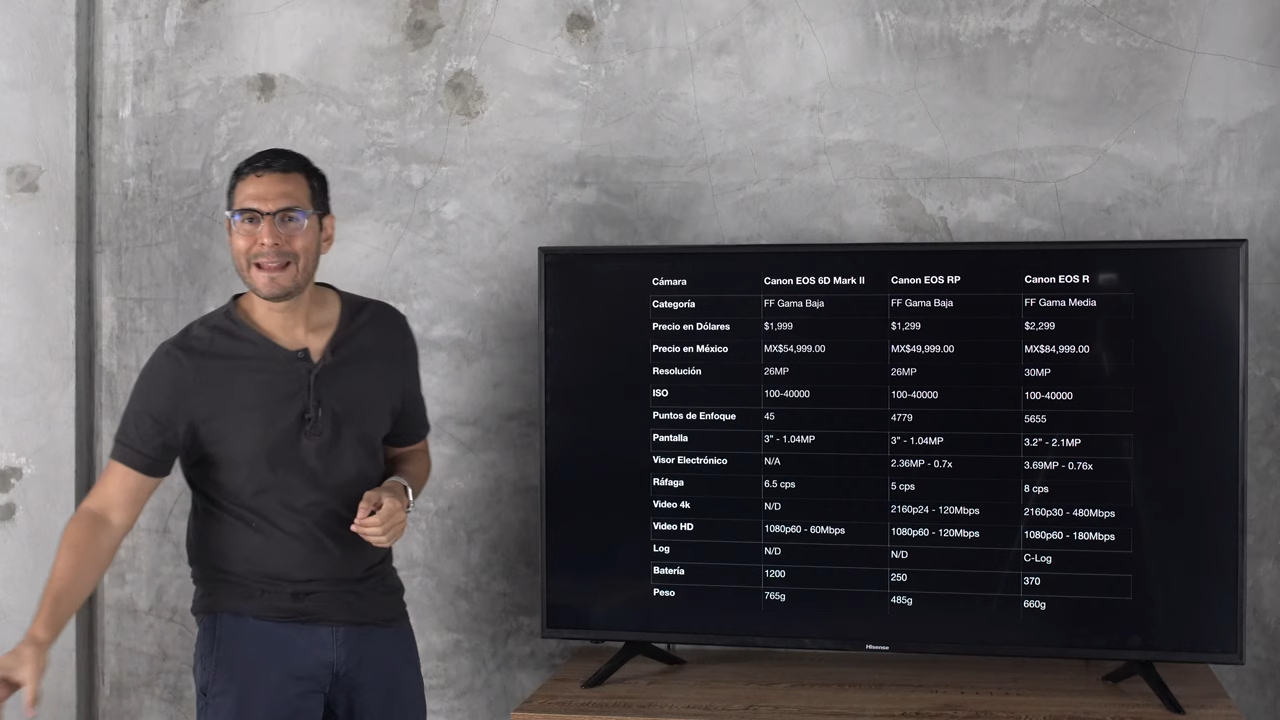 Cámara Canon EOS 6D Mark II Canon EOS RP Canon EOS R
Categoría FF Gama Baja FF Gama Baja FF Gama Media
Precio en Dólares $1,999 $1,299 $2,299
Precio en México MX$54,999.00 MX$49,999.00 MX$84,999.00
Resolución 26MP 26MP 30MP
ISO 100-40000 100-40000 100-40000
Puntos de Enfoque 45 4779 5655
Pantalla 3" - 1.04MP 3" - 1.04MP 3.2" - 2.1MP
Visor Electrónico N/A 2.36MP - 0.7x 3.69MP - 0.76x
Ráfaga 6.5 cps 5 cps 8 cps
Video 4k N/D 2160p24 - 120Mbps 2160p30 - 480Mbps
Video HD 1080p60 - 60Mbps 1080p60 - 120Mbps 1080p60 - 180Mbps
Log N/D N/D C-Log
Batería 1200 250 370
Peso 765g 485g 660g
Hisense